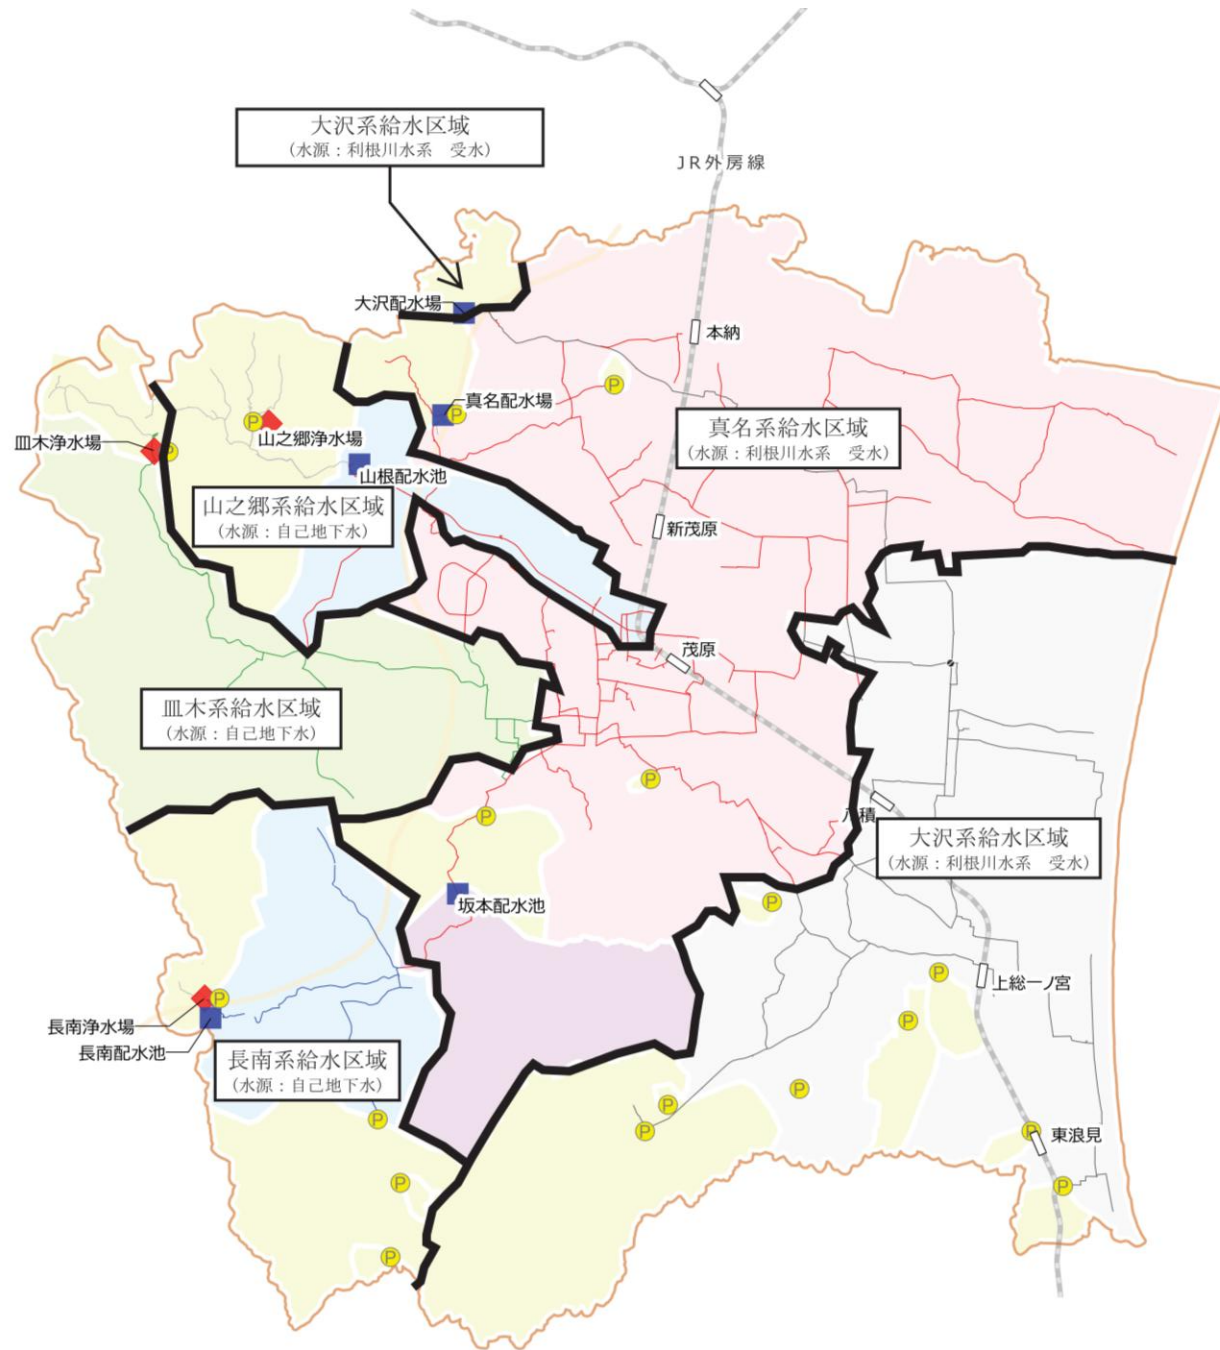 大沢系給水区域
(水源：利根川水系　受水)
JR外房線
大沢配水場
本納
P
真名配水場
P
真名系給水区域
(水源：利根川水系　受水)
P
山之郷浄水場
皿木浄水場
P
山根配水池
山之郷系給水区域
(水源：自己地下水)
新茂原
茂原
皿木系給水区域
(水源：自己地下水)
P
P
八積
大沢系給水区域
(水源：利根川水系　受水)
坂本配水池
P
P
上総一ノ宮
P
長南浄水場
P
長南配水池
長南系給水区域
(水源：自己地下水)
P
P
P
P
P
東浪見
P
P
P